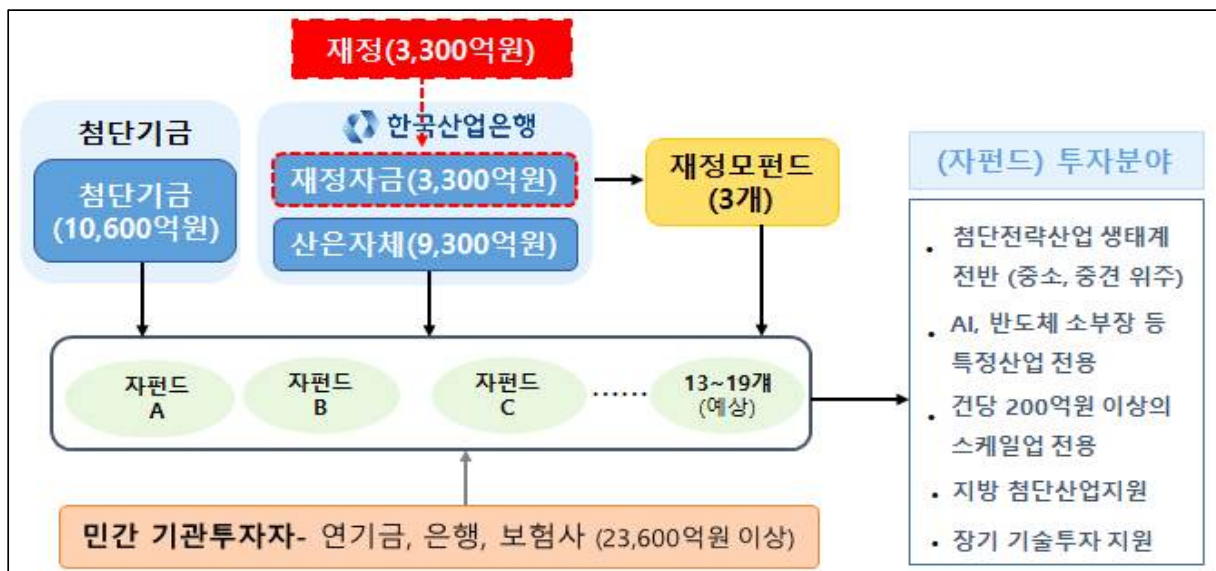 재정(3,300억원)
첨단기금
첨단기금
(10,600억원)
한국산업은행
재정자금(3,300억원)
산은자체(9,300억원)
재정모펀드
(3개)
자펀드
A
자펀드
B
자펀드
C
······
13~19개
(예상)
민간 기관투자자- 연기금, 은행, 보험사 (23,600억원 이상)
(자펀드) 투자분야
• 첨단전략산업 생태계
전반 (중소, 중견 위주)
• AI, 반도체 소부장 등
특정산업 전용
• 건당 200억원 이상의
스케일업 전용
• 지방 첨단산업지원
• 장기 기술투자 지원